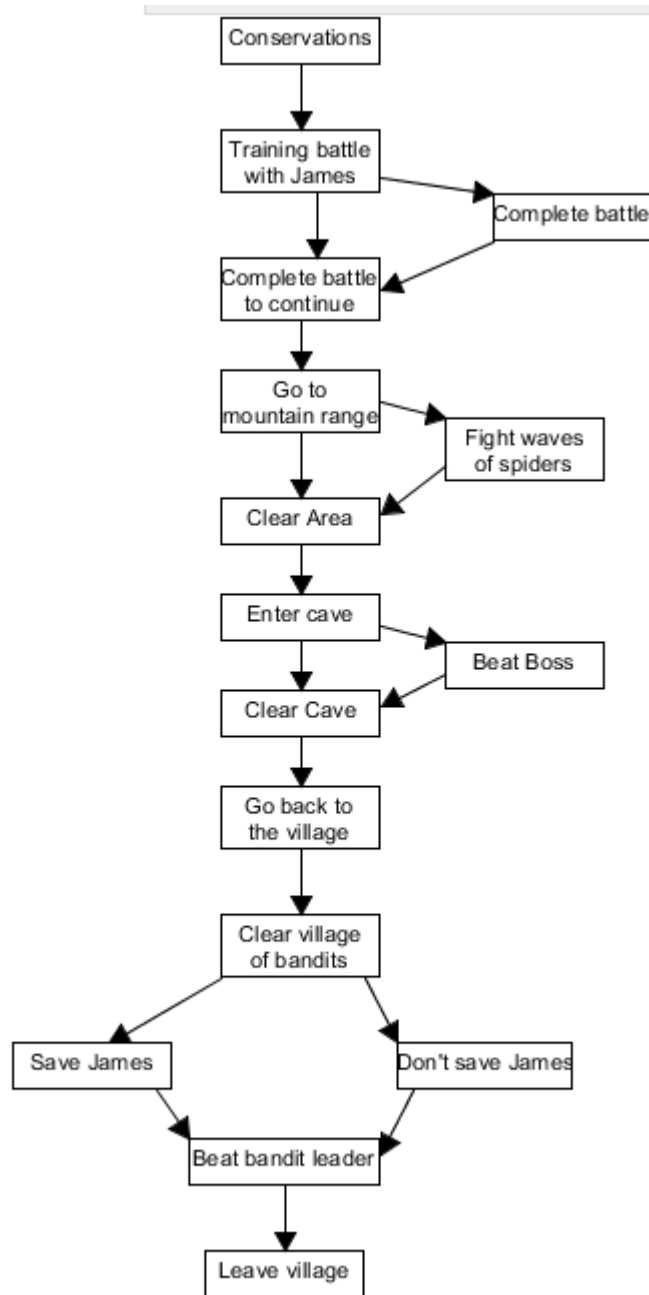 Conservations
Training battle
with James
Complete battle
Complete battle
to continue
Go to
mountain range
Fight waves
of spiders
Clear Area
Enter cave
Beat Boss
Clear Cave
Go back to
the village
Clear village
of bandits
Save James
Don't save James
Beat bandit leader
Leave village